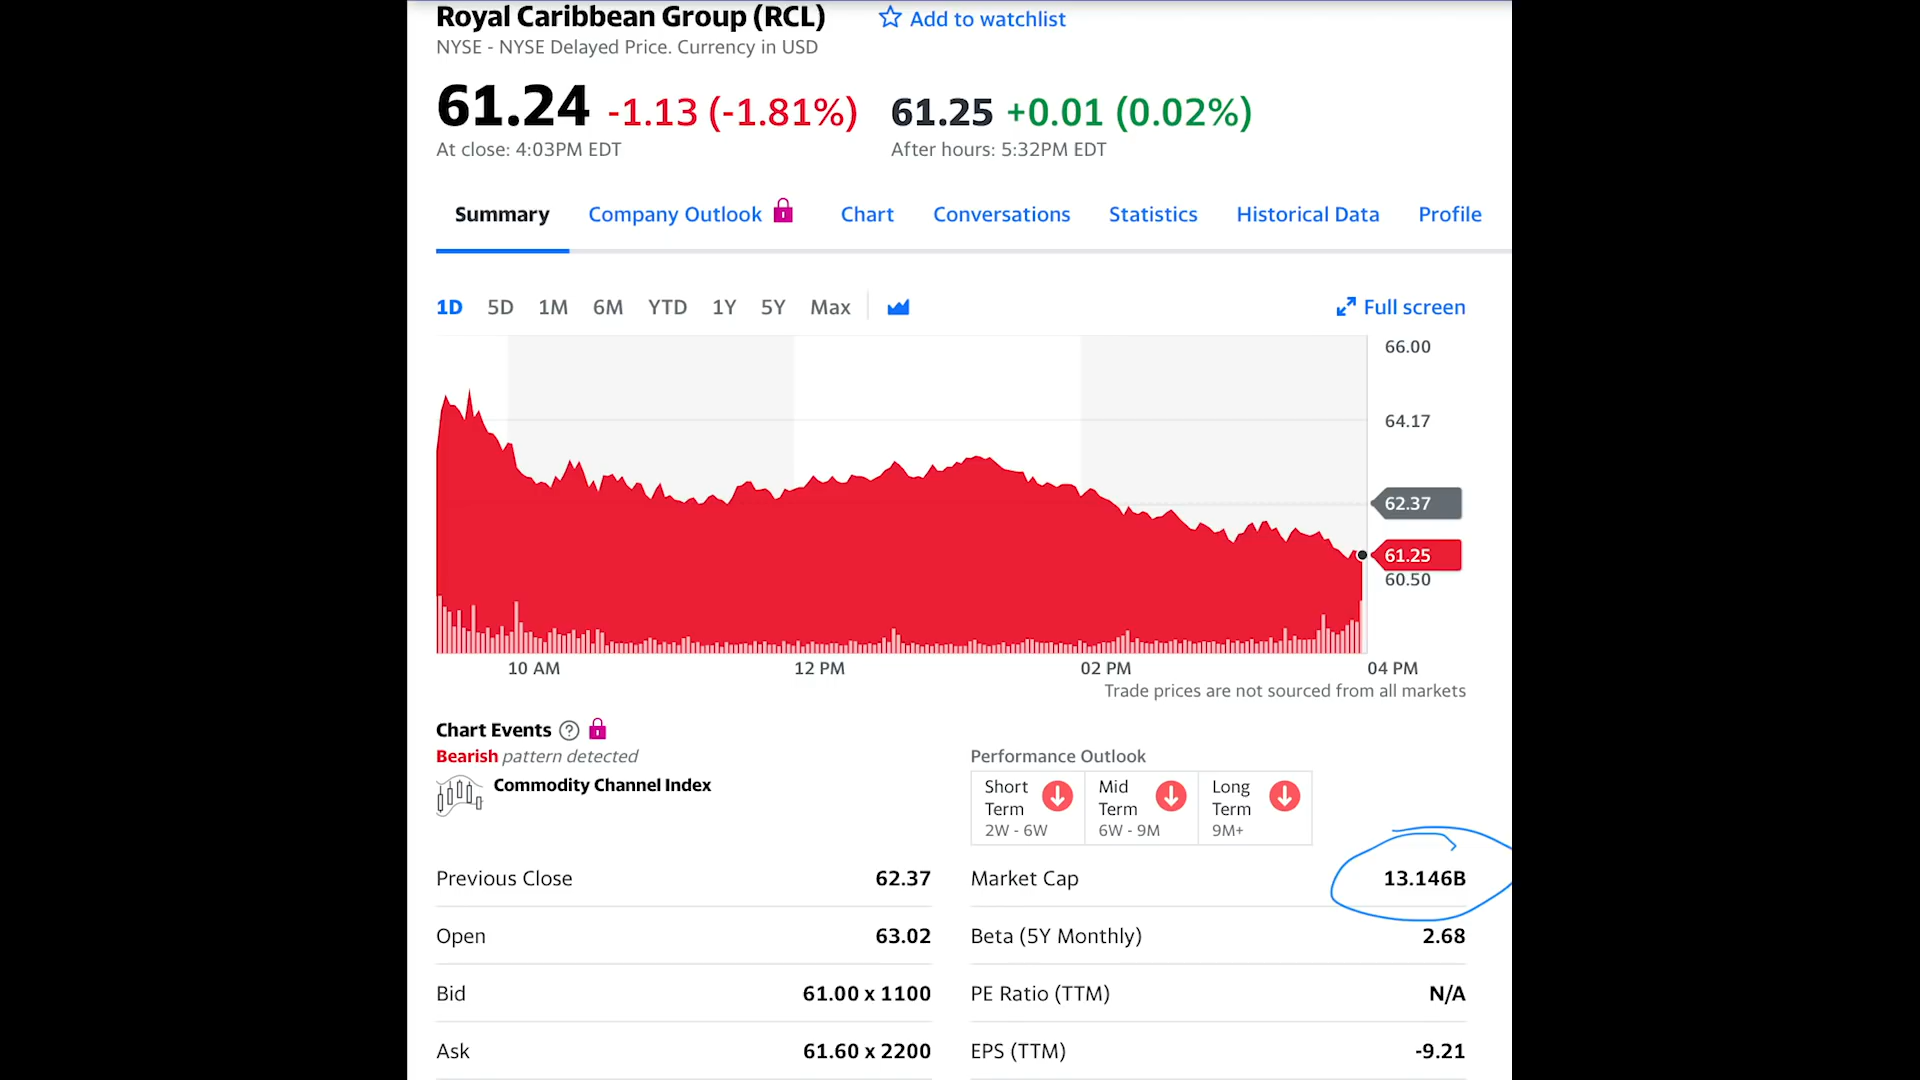 Royal Caribbean Group (RCL) Add to watchlist
NYSE - NYSE Delayed Price. Currency in USD
61.24 -1.13 (-1.81%) 61.25 +0.01 (0.02%)
At close: 4:03PM EDT After hours: 5:32PM EDT
Summary Company Outlook Chart Conversations Statistics Historical Data Profile
1D 5D 1M 6M YTD 1Y 5Y Max Full screen
66.00
64.17
62.37
61.25
60.50
10 AM 12 PM 02 PM 04 PM
Trade prices are not sourced from all markets
Chart Events ?
Bearish pattern detected
Commodity Channel Index
Performance Outlook
Short Term 2W - 6W
Mid Term 6W - 9M
Long Term 9M+
Previous Close 62.37 Market Cap 13.146B
Open 63.02 Beta (5Y Monthly) 2.68
Bid 61.00 x 1100 PE Ratio (TTM) N/A
Ask 61.60 x 2200 EPS (TTM) -9.21